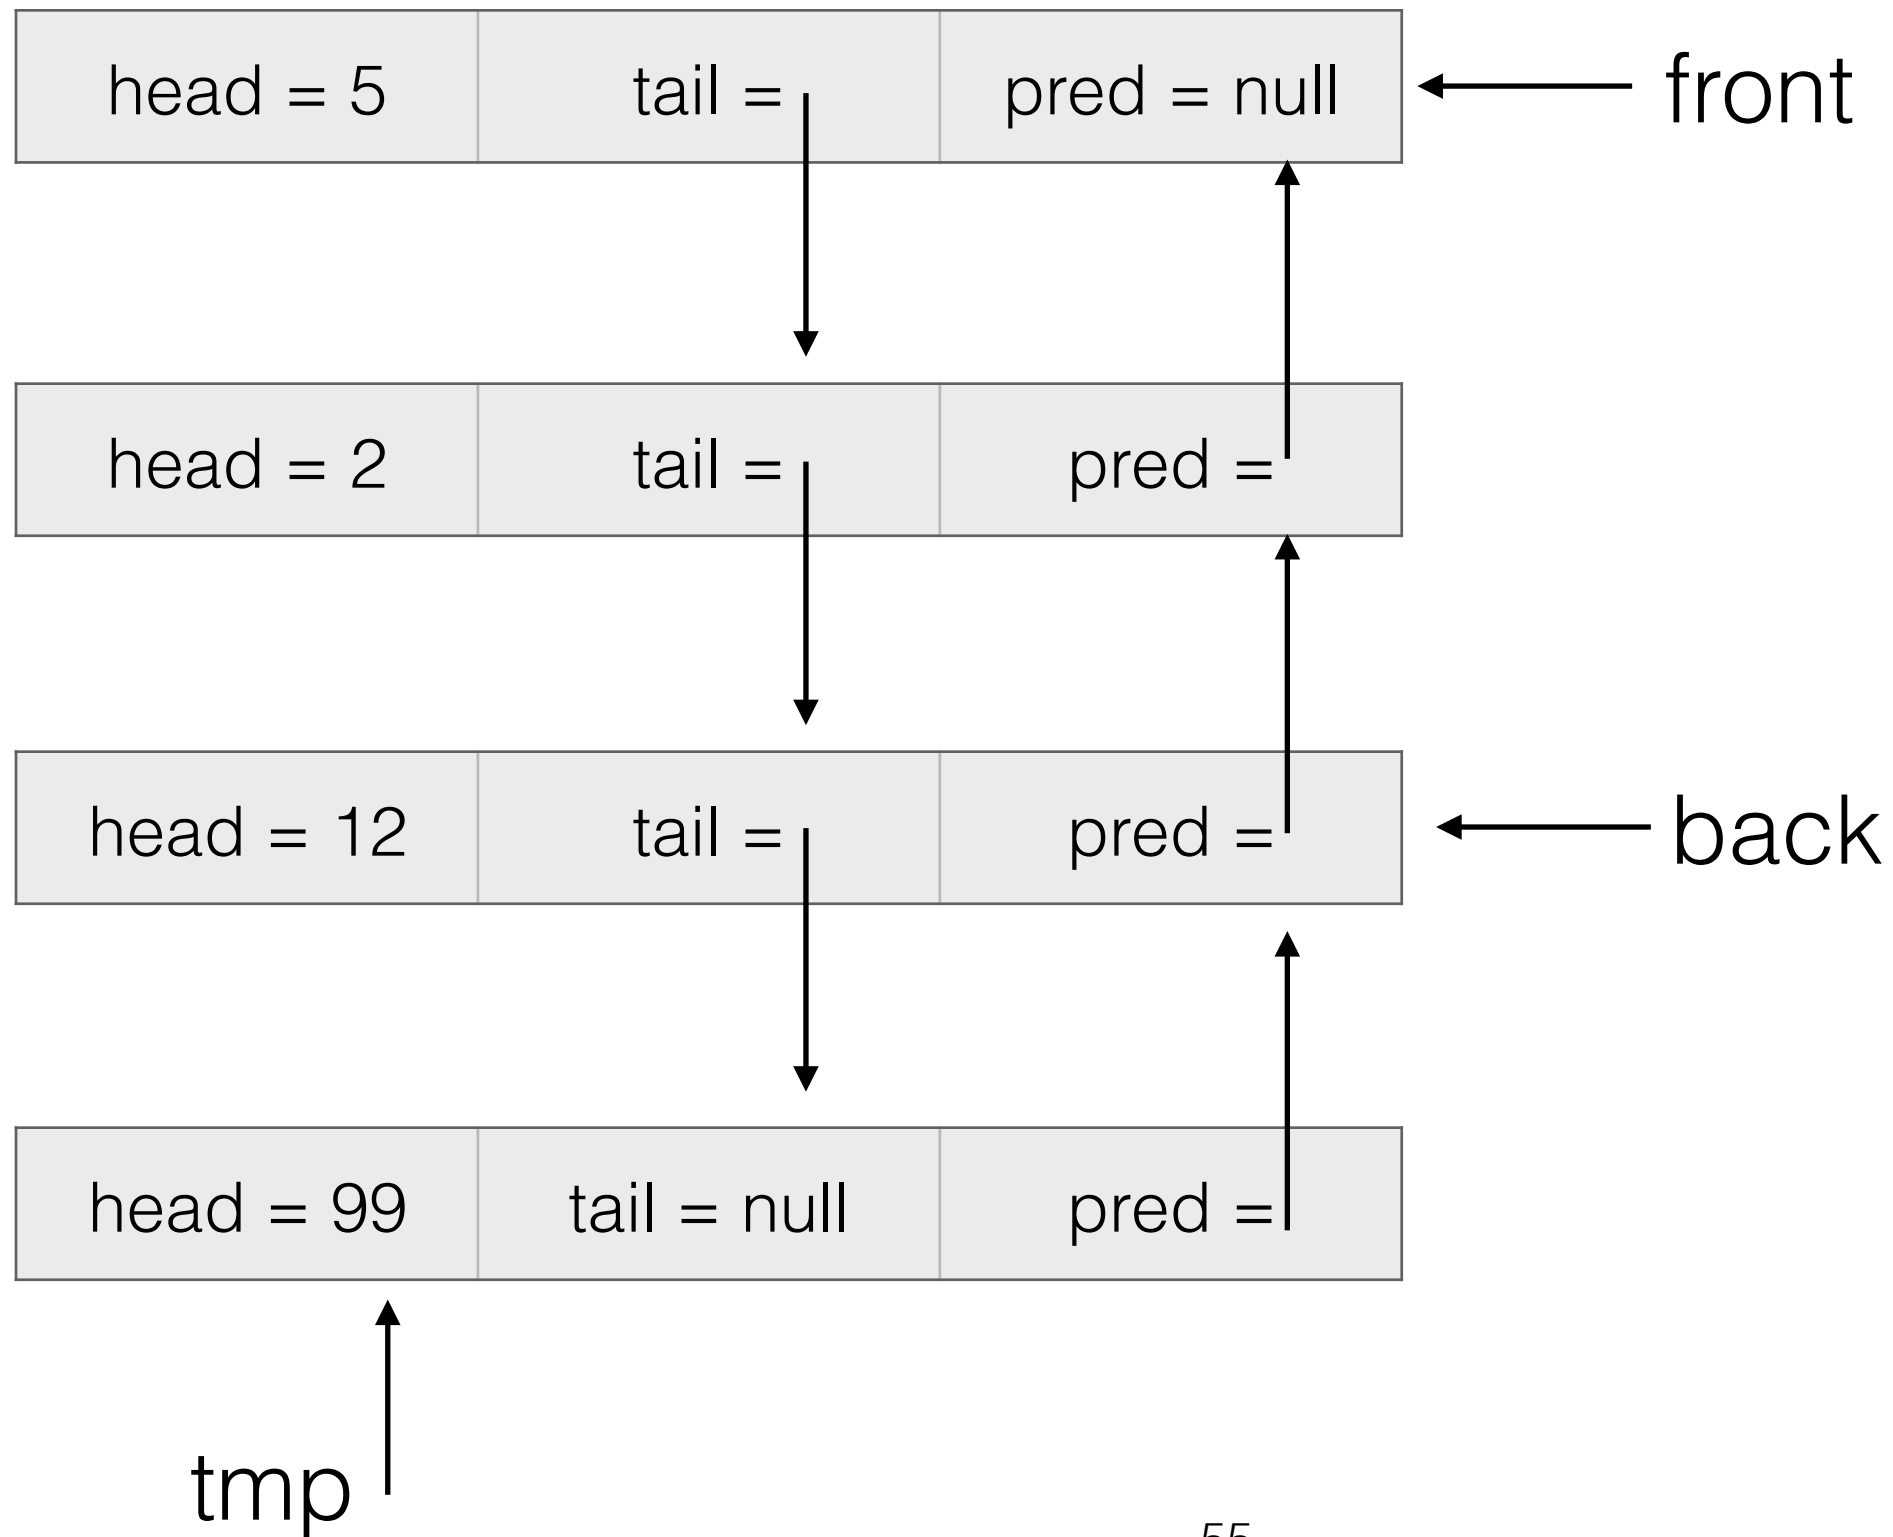 head = 5 tail = pred = null front
head = 2 tail = pred =
head = 12 tail = pred = back
head = 99 tail = null pred =
tmp
55